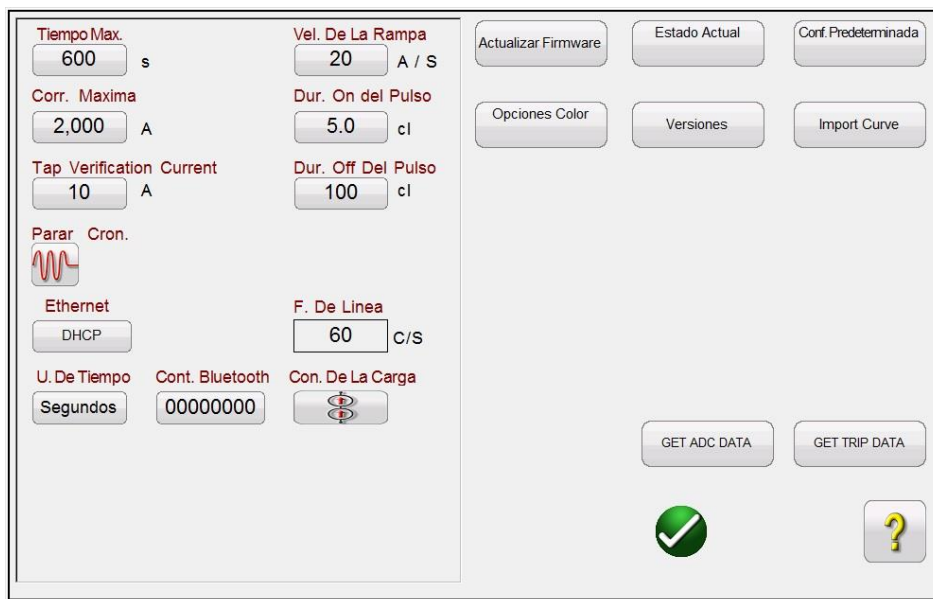 Tiempo Max.
600 s
Vel. De La Rampa
20 A / S
Corr. Maxima
2,000 A
Dur. On del Pulso
5.0 cl
Tap Verification Current
10 A
Dur. Off Del Pulso
100 cl
Parar Cron.
Ethernet
DHCP
F. De Linea
60 C/S
U. De Tiempo
Segundos
Cont. Bluetooth
00000000
Con. De La Carga
Actualizar Firmware
Estado Actual
Conf. Predeterminada
Opciones Color
Versiones
Import Curve
GET ADC DATA
GET TRIP DATA
?